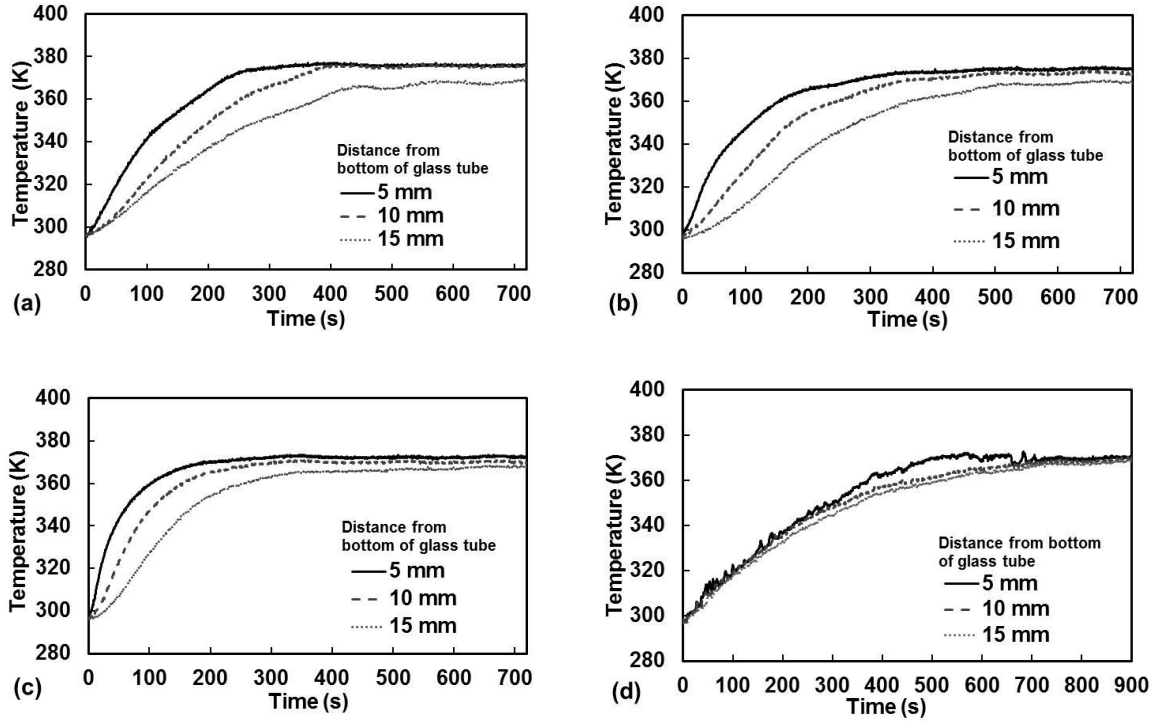 400
380
360
340
320
300
280
Temperature (K)
Distance from
bottom of glass tube
5 mm
10 mm
15 mm
0 100 200 300 400 500 600 700
Time (s)
(a)
400
380
360
340
320
300
280
Temperature (K)
Distance from
bottom of glass tube
5 mm
10 mm
15 mm
0 100 200 300 400 500 600 700
Time (s)
(b)
400
380
360
340
320
300
280
Temperature (K)
Distance from
bottom of glass tube
5 mm
10 mm
15 mm
0 100 200 300 400 500 600 700
Time (s)
(c)
400
380
360
340
320
300
280
Temperature (K)
Distance from bottom
of glass tube
5 mm
10 mm
15 mm
0 100 200 300 400 500 600 700 800 900
Time (s)
(d)